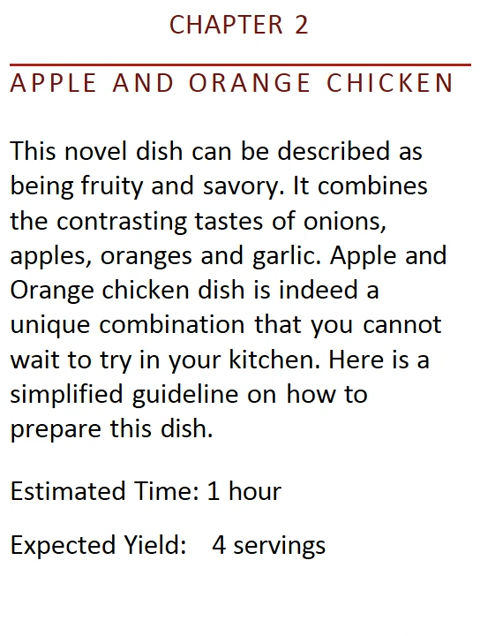 CHAPTER 2
APPLE AND ORANGE CHICKEN
This novel dish can be described as
being fruity and savory. It combines
the contrasting tastes of onions,
apples, oranges and garlic. Apple and
Orange chicken dish is indeed a
unique combination that you cannot
wait to try in your kitchen. Here is a
simplified guideline on how to
prepare this dish.
Estimated Time: 1 hour
Expected Yield: 4 servings